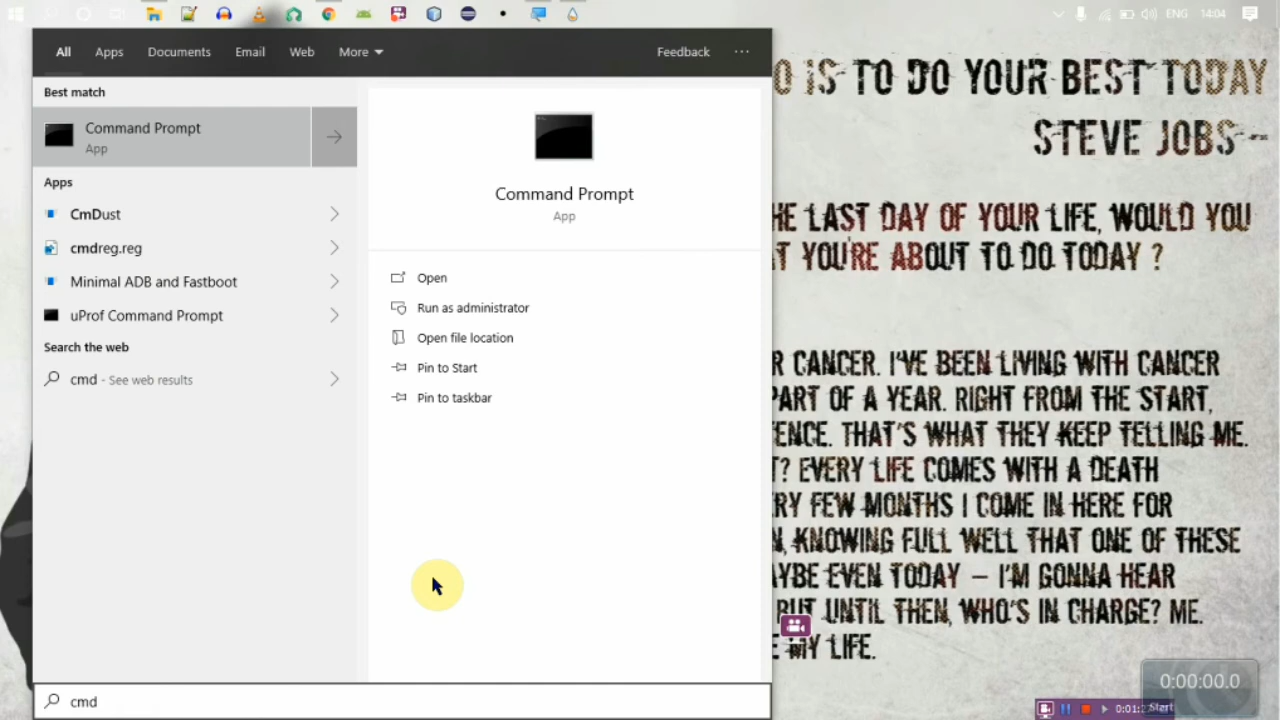 ENG 14:04
All Apps Documents Email Web More Feedback ...
Best match
Command Prompt
App
Apps
CmDust
cmdreg.reg
Minimal ADB and Fastboot
uProf Command Prompt
Search the web
cmd - See web results
Command Prompt
App
Open
Run as administrator
Open file location
Pin to Start
Pin to taskbar
cmd
IS TO DO YOUR BEST TODAY
STEVE JOBS--
LAST DAY OF YOUR LIFE, WOULD YOU
YOU'RE ABOUT TO DO TODAY ?
CANCER. I'VE BEEN LIVING WITH CANCER
PART OF A YEAR. RIGHT FROM THE START,
THAT'S WHAT THEY KEEP TELLING ME.
? EVERY LIFE COMES WITH A DEATH
FEW MONTHS I COME IN HERE FOR
, KNOWING FULL WELL THAT ONE OF THESE
EVEN TODAY – I'M GONNA HEAR
BUT UNTIL THEN, WHO'S IN CHARGE? ME.
MY LIFE.
0:00:00.0
Start